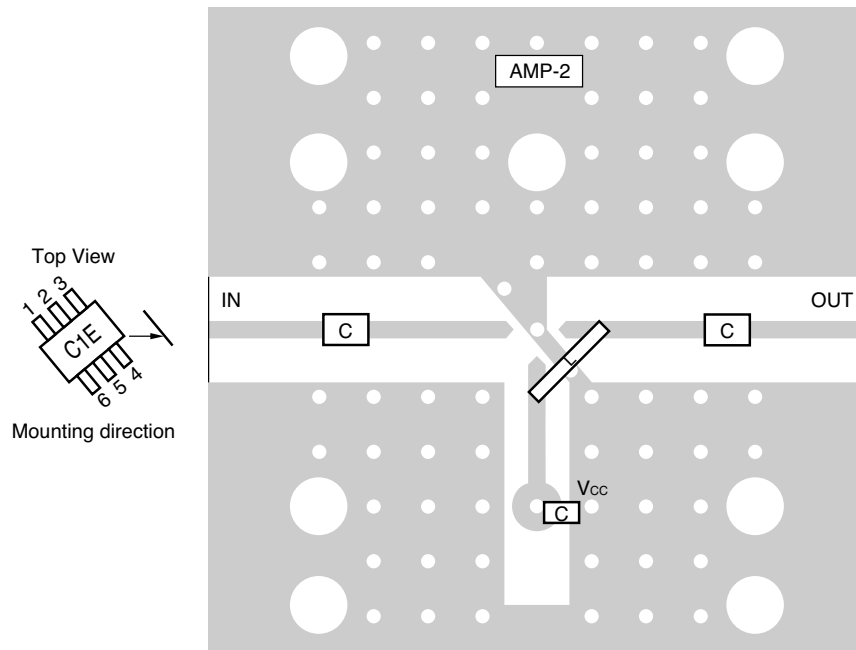 AMP-2
Top View
1 2 3
C1E
6 5 4
Mounting direction
IN
OUT
C
C
L
VCC
C